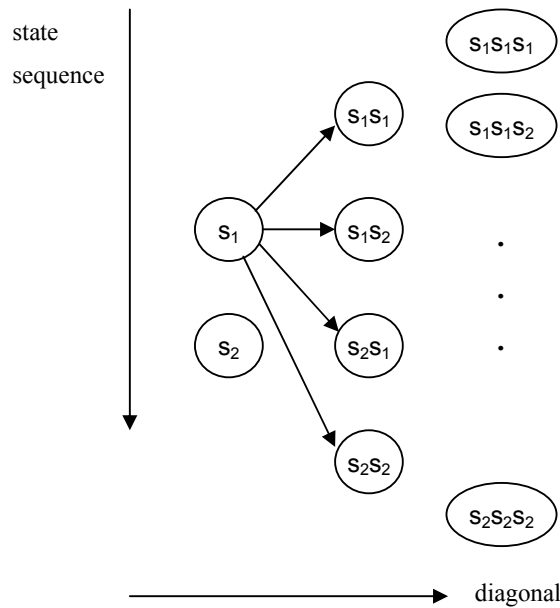 state
sequence
s₁s₁s₁
s₁s₁s₂
s₁s₁
s₁
s₁s₂
s₂
s₂s₁
s₂s₂
s₂s₂s₂
diagonal